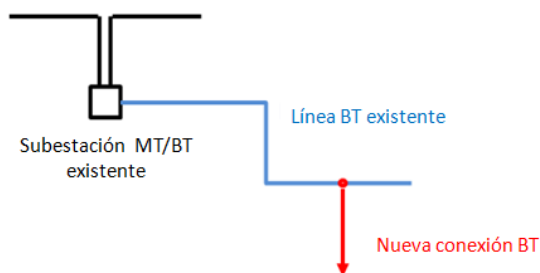 Línea BT existente
Subestación MT/BT
existente
Nueva conexión BT